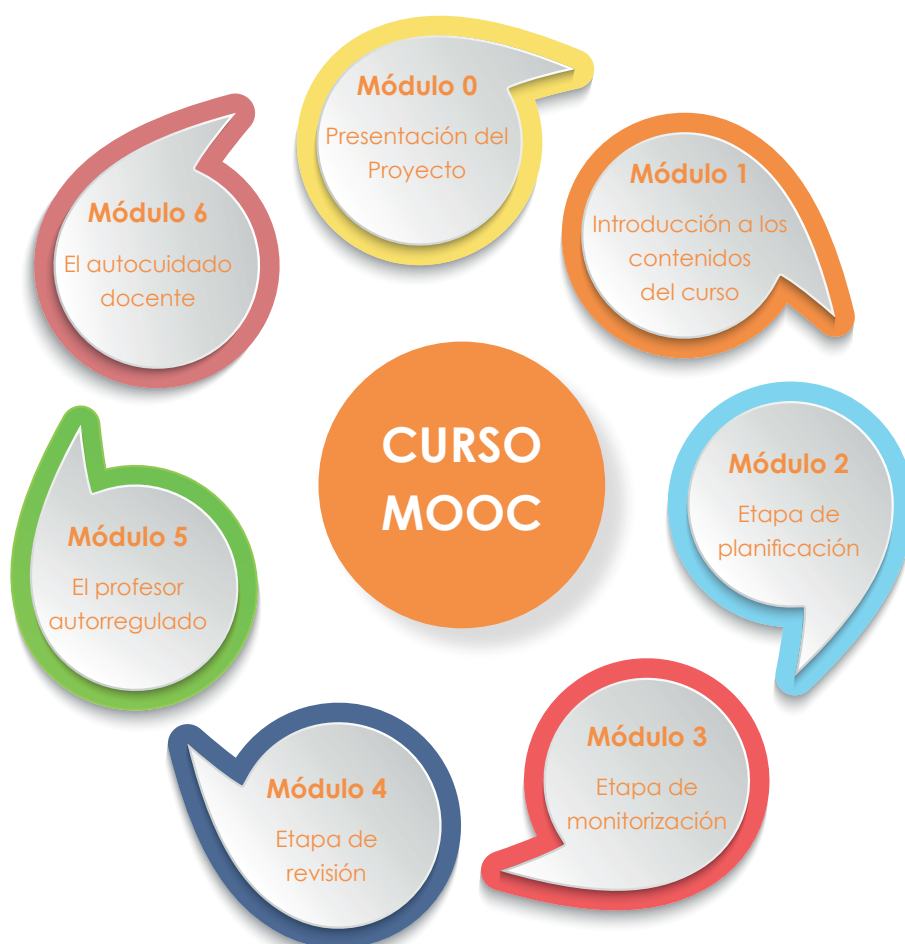 Módulo 0
Presentación del
Proyecto
Módulo 1
Introducción a los
contenidos
del curso
Módulo 2
Etapa de
planificación
Módulo 3
Etapa de
monitorización
Módulo 4
Etapa de
revisión
Módulo 5
El profesor
autorregulado
Módulo 6
El autocuidado
docente
CURSO
MOOC